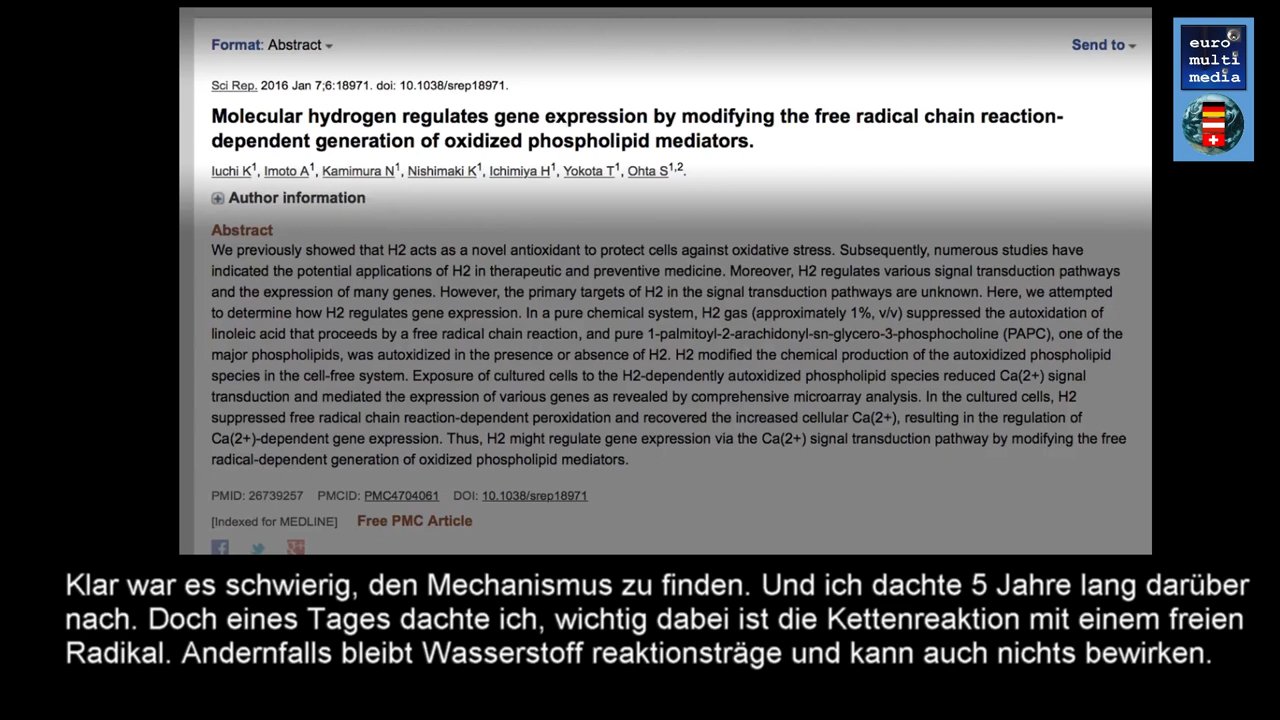 Format: Abstract
Send to
euro
multi
media
Sci Rep. 2016 Jan 7;6:18971. doi: 10.1038/srep18971.
Molecular hydrogen regulates gene expression by modifying the free radical chain reaction-
dependent generation of oxidized phospholipid mediators.
Iuchi K1, Imoto A1, Kamimura N1, Nishimaki K1, Ichimiya H1, Yokota T1, Ohta S1,2.
Author information
Abstract
We previously showed that H2 acts as a novel antioxidant to protect cells against oxidative stress. Subsequently, numerous studies have
indicated the potential applications of H2 in therapeutic and preventive medicine. Moreover, H2 regulates various signal transduction pathways
and the expression of many genes. However, the primary targets of H2 in the signal transduction pathways are unknown. Here, we attempted
to determine how H2 regulates gene expression. In a pure chemical system, H2 gas (approximately 1%, v/v) suppressed the autoxidation of
linoleic acid that proceeds by a free radical chain reaction, and pure 1-palmitoyl-2-arachidonyl-sn-glycero-3-phosphocholine (PAPC), one of the
major phospholipids, was autoxidized in the presence or absence of H2. H2 modified the chemical production of the autoxidized phospholipid
species in the cell-free system. Exposure of cultured cells to the H2-dependently autoxidized phospholipid species reduced Ca(2+) signal
transduction and mediated the expression of various genes as revealed by comprehensive microarray analysis. In the cultured cells, H2
suppressed free radical chain reaction-dependent peroxidation and recovered the increased cellular Ca(2+), resulting in the regulation of
Ca(2+)-dependent gene expression. Thus, H2 might regulate gene expression via the Ca(2+) signal transduction pathway by modifying the free
radical-dependent generation of oxidized phospholipid mediators.
PMID: 26739257 PMCID: PMC4704061 DOI: 10.1038/srep18971
[Indexed for MEDLINE] Free PMC Article
Klar war es schwierig, den Mechanismus zu finden. Und ich dachte 5 Jahre lang darüber
nach. Doch eines Tages dachte ich, wichtig dabei ist die Kettenreaktion mit einem freien
Radikal. Andernfalls bleibt Wasserstoff reaktionsträge und kann auch nichts bewirken.